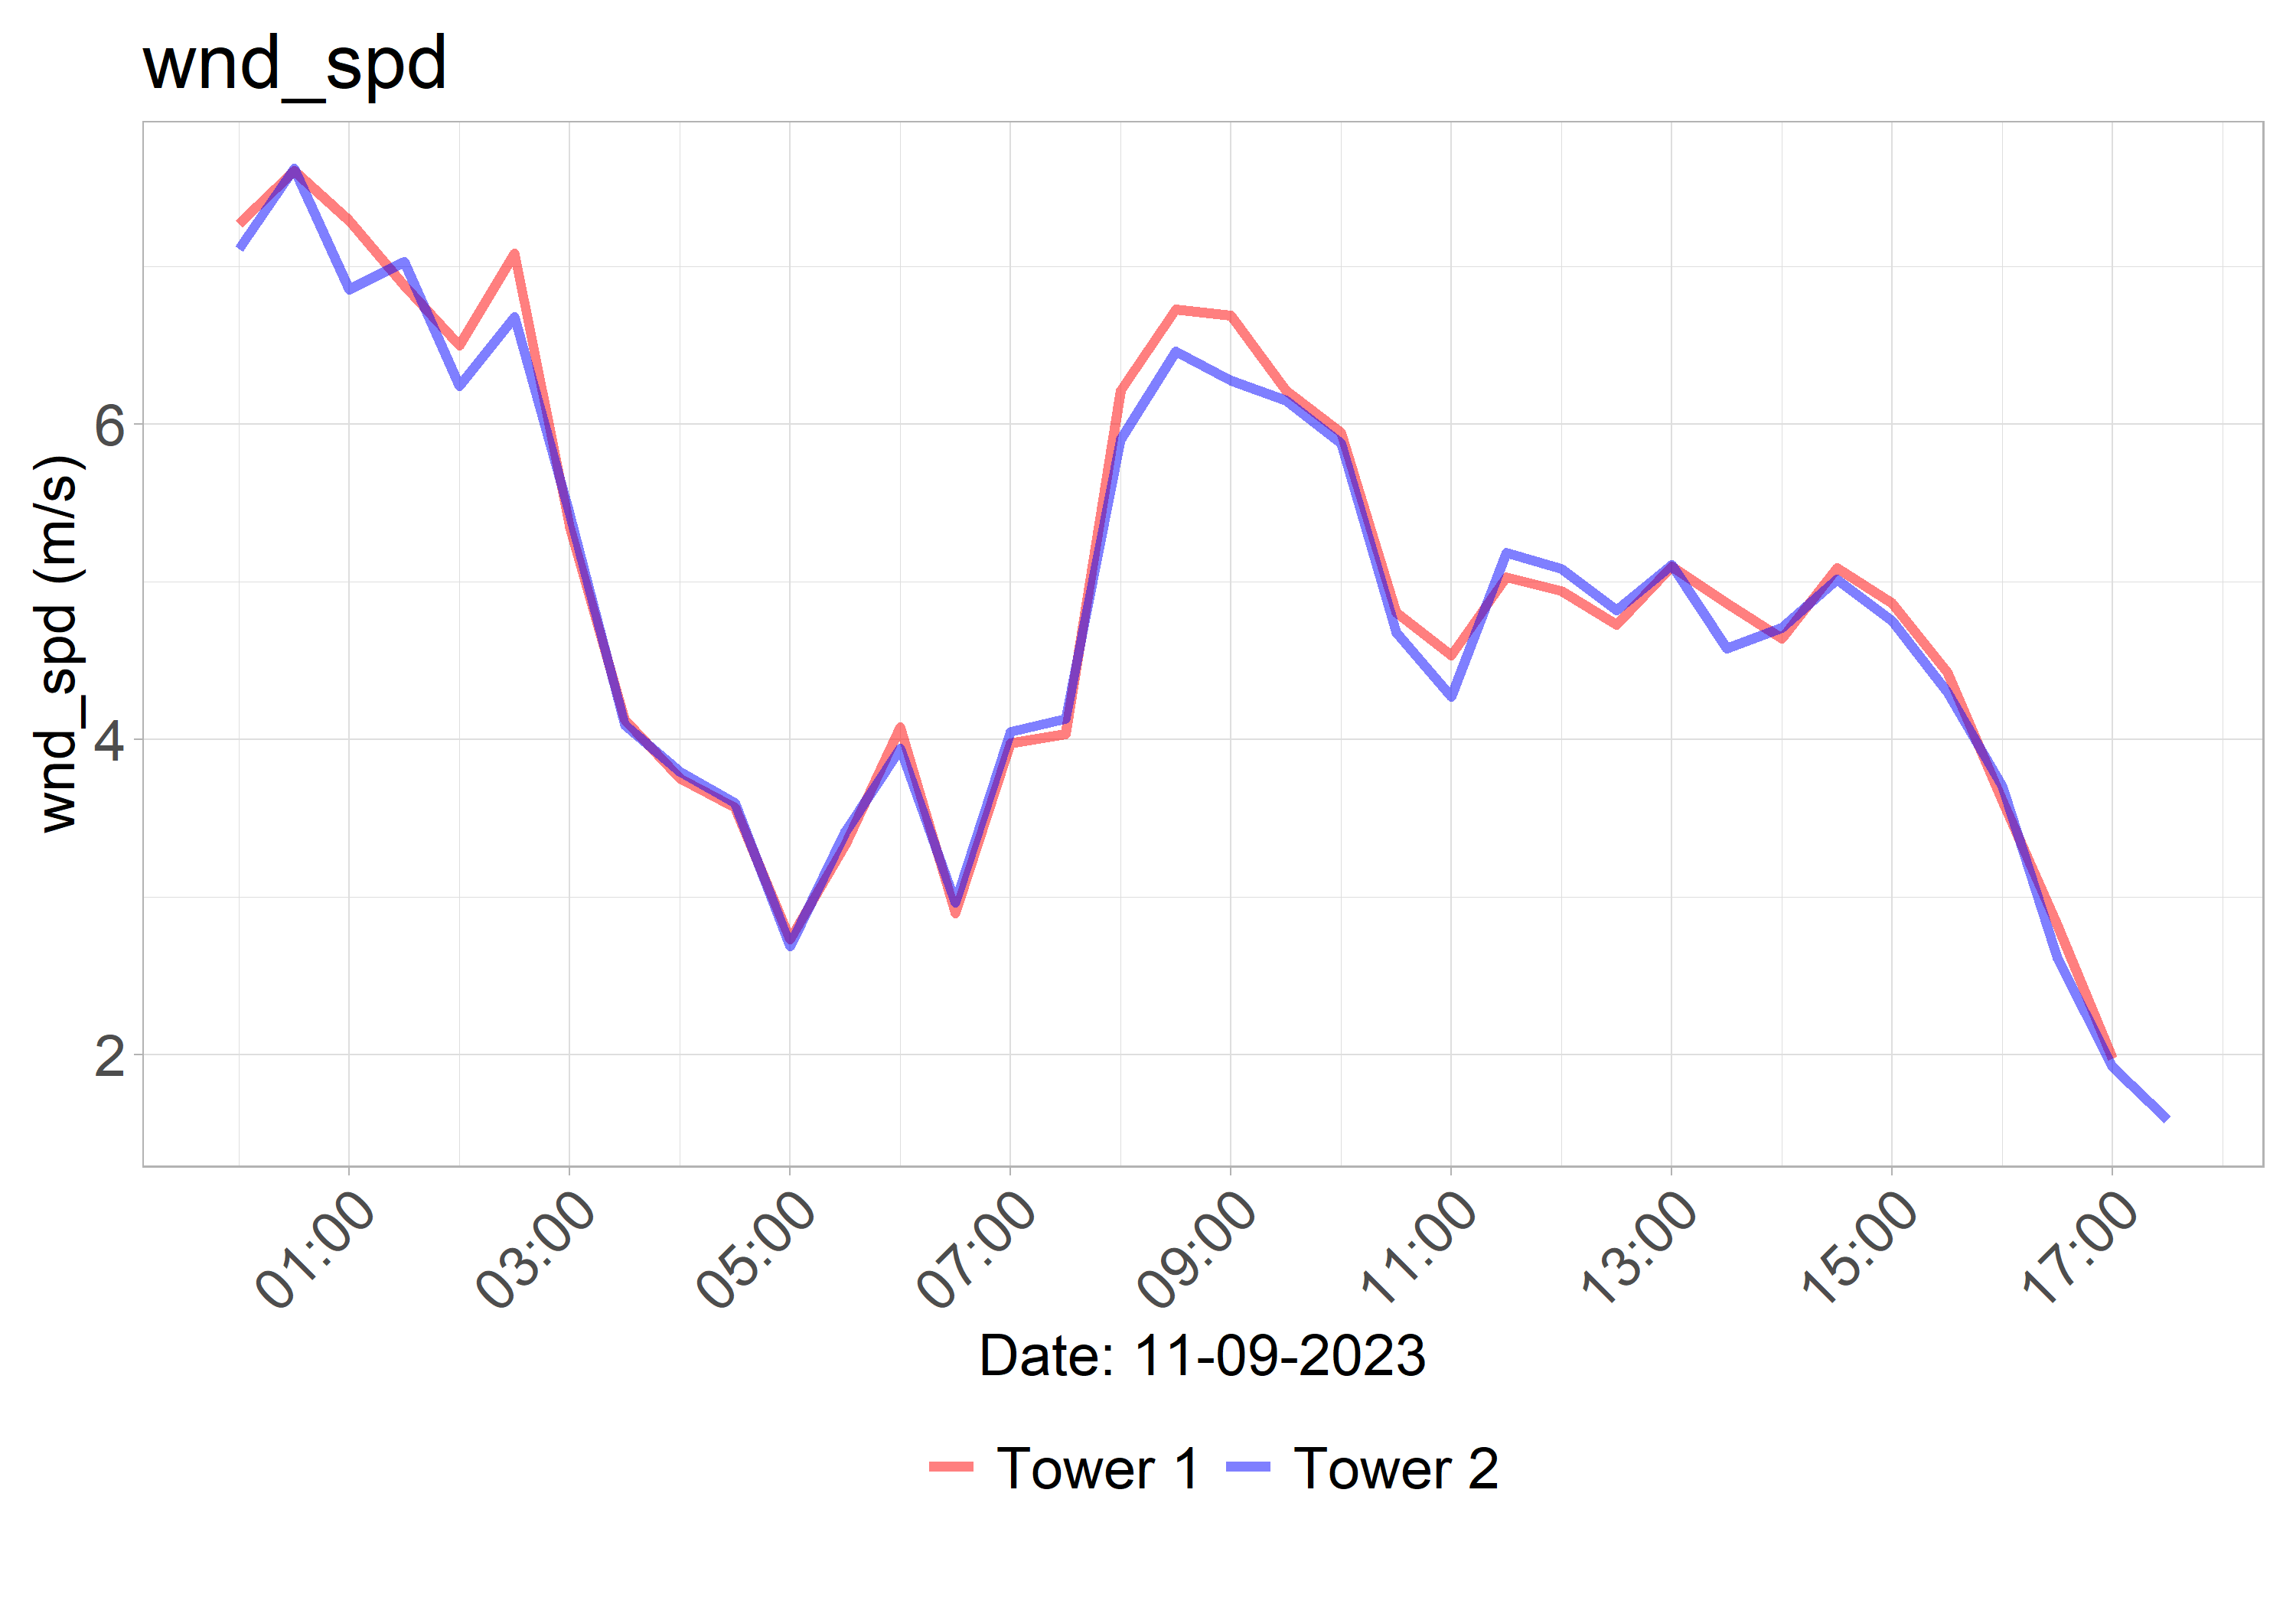 wnd_spd
wnd_spd (m/s)
6
4
2
01:00 03:00 05:00 07:00 09:00 11:00 13:00 15:00 17:00
Date: 11-09-2023
Tower 1 Tower 2